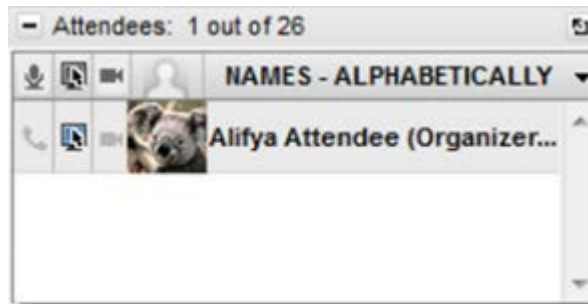 Attendees: 1 out of 26
NAMES - ALPHABETICALLY
Alifya Attendee (Organizer...